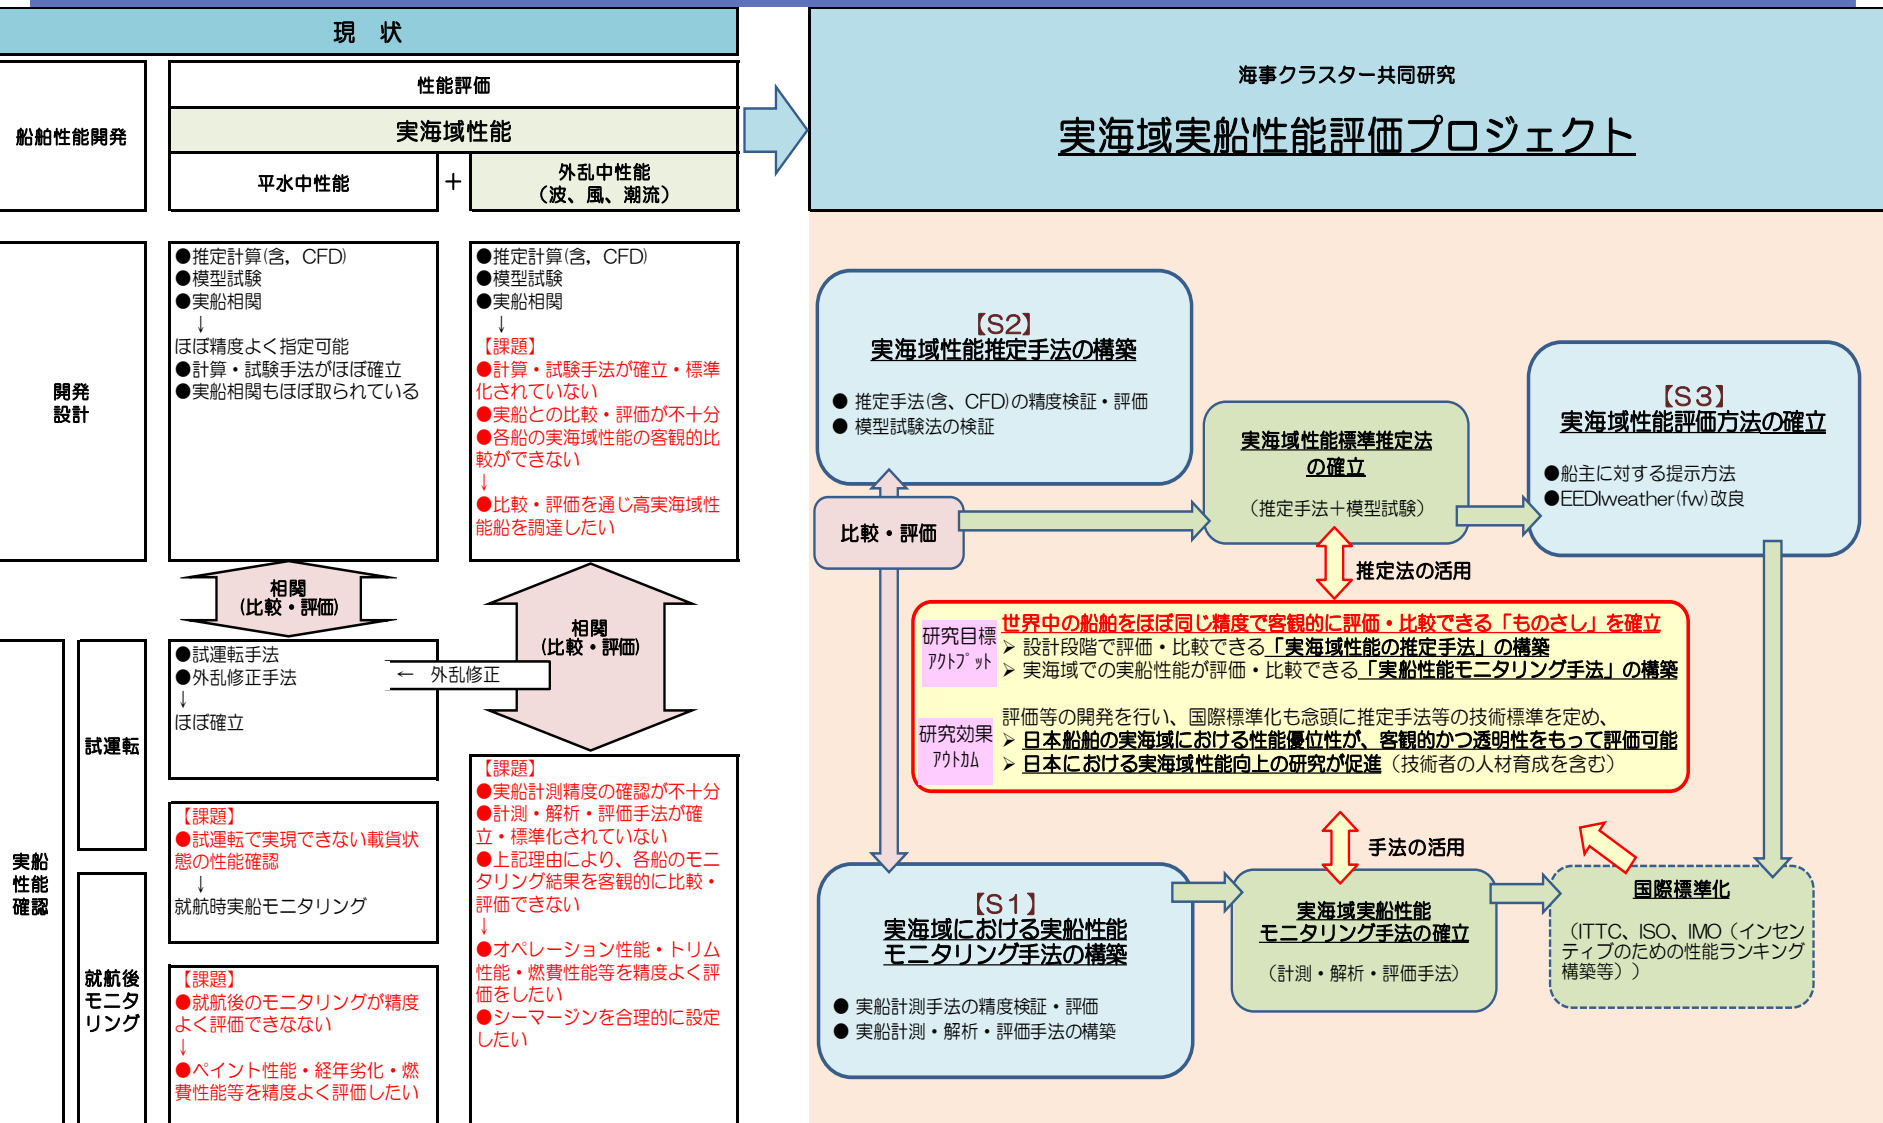 現　状
船舶性能開発
性能評価
実海域性能
平水中性能
＋
外乱中性能
（波、風、潮流）
開発
設計
●推定計算(含，CFD)
●模型試験
●実船相関
↓
ほぼ精度よく指定可能
●計算・試験手法がほぼ確立
●実船相関もほぼ取られている
●推定計算(含，CFD)
●模型試験
●実船相関
↓
【課題】
●計算・試験手法が確立・標準
化されていない
●実船との比較・評価が不十分
●各船の実海域性能の客観的比
較ができない
↓
●比較・評価を通じ高実海域性
能船を調達したい
相関
(比較・評価)
相関
(比較・評価)
← 外乱修正
実船
性能
確認
試運転
●試運転手法
●外乱修正手法
↓
ほぼ確立
【課題】
●試運転で実現できない載貨状
態の性能確認
↓
就航時実船モニタリング
就航後
モニタ
リング
【課題】
●就航後のモニタリングが精度
よく評価できなない
↓
●ペイント性能・経年劣化・燃
費性能等を精度よく評価したい
【課題】
●実船計測精度の確認が不十分
●計測・解析・評価手法が確
立・標準化されていない
●上記理由により、各船のモニ
タリング結果を客観的に比較・
評価できない
↓
●オペレーション性能・トリム
性能・燃費性能等を精度よく評
価をしたい
●シーマージンを合理的に設定
したい
海事クラスター共同研究
実海域実船性能評価プロジェクト
【S2】
実海域性能推定手法の構築
● 推定手法(含、CFD)の精度検証・評価
● 模型試験法の検証
比較・評価
実海域性能標準推定法
の確立
（推定手法＋模型試験）
【S３】
実海域性能評価方法の確立
●船主に対する提示方法
●EEDIweather(fw)改良
推定法の活用
研究目標
ｱｳﾄﾌﾟｯﾄ
世界中の船舶をほぼ同じ精度で客観的に評価・比較できる「ものさし」を確立
➢ 設計段階で評価・比較できる「実海域性能の推定手法」の構築
➢ 実海域での実船性能が評価・比較できる「実船性能モニタリング手法」の構築
研究効果
ｱｳﾄｶﾑ
評価等の開発を行い、国際標準化も念頭に推定手法等の技術標準を定め、
➢ 日本船舶の実海域における性能優位性が、客観的かつ透明性をもって評価可能
➢ 日本における実海域性能向上の研究が促進（技術者の人材育成を含む）
手法の活用
【S１】
実海域における実船性能
モニタリング手法の構築
● 実船計測手法の精度検証・評価
● 実船計測・解析・評価手法の構築
実海域実船性能
モニタリング手法の確立
（計測・解析・評価手法）
国際標準化
（ITTC、ISO、IMO（インセン
ティブのための性能ランキング
構築等））